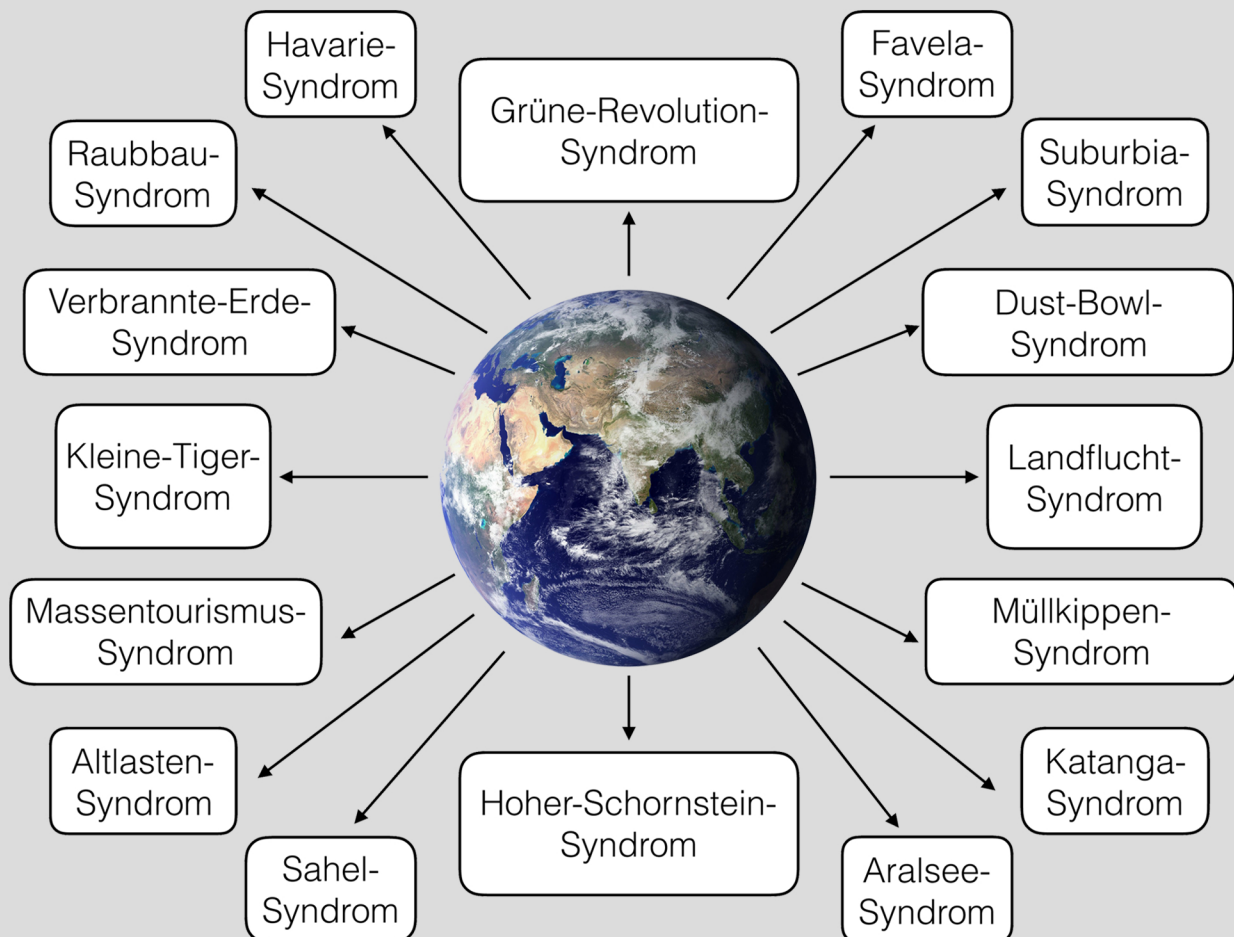 Havarie-
Syndrom
Grüne-Revolution-
Syndrom
Favela-
Syndrom
Raubbau-
Syndrom
Suburbia-
Syndrom
Verbrannte-Erde-
Syndrom
Dust-Bowl-
Syndrom
Kleine-Tiger-
Syndrom
Landflucht-
Syndrom
Massentourismus-
Syndrom
Müllkippen-
Syndrom
Altlasten-
Syndrom
Hoher-Schornstein-
Syndrom
Katanga-
Syndrom
Sahel-
Syndrom
Aralsee-
Syndrom